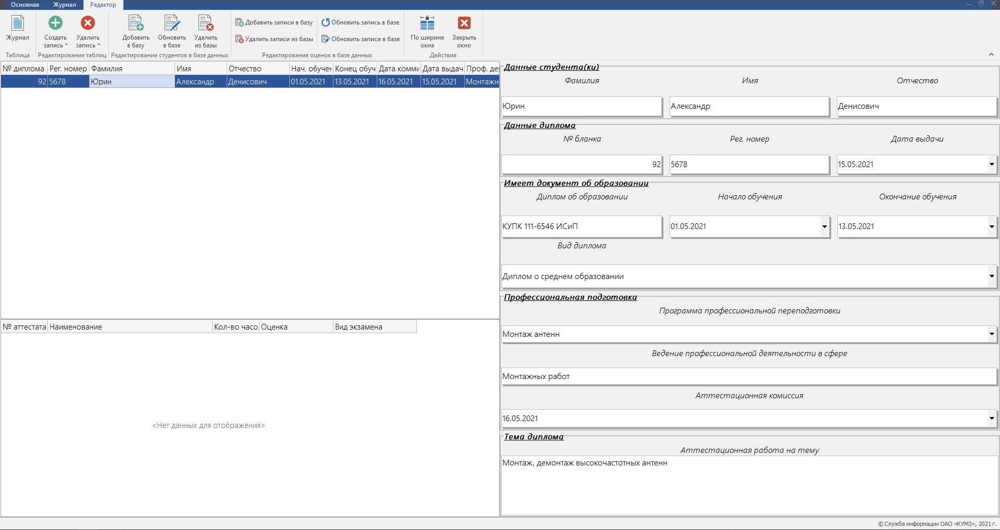 Основная Журнал Редактор
Журнал
Создать запись
Удалить запись
Добавить в базу
Обновить в базе
Удалить из базы
Добавить записи в базу
Удалить записи из базы
Обновить запись в базе
Обновить записи в базе
По ширине окна
Закрыть окно
Таблица Редактирование таблиц Редактирование студентов в базе данных Редактирование оценок в базе данных Действия
№ диплома Рег. номер Фамилия Имя Отчество Нач. обучен Конец обуч Дата комми Дата выдач Проф. де
92 5678 Юрин Александр Денисович 01.05.2021 13.05.2021 16.05.2021 15.05.2021 Монтажн
№ аттестата Наименование Кол-во часо Оценка Вид экзамена
<Нет данных для отображения>
Данные студента(ки)
Фамилия Имя Отчество
Юрин Александр Денисович
Данные диплома
№ бланка Рег. номер Дата выдачи
92 5678 15.05.2021
Имеет документ об образовании
Диплом об образовании Начало обучения Окончание обучения
КУПК 111-6546 ИСиП 01.05.2021 13.05.2021
Вид диплома
Диплом о среднем образовании
Профессиональная подготовка
Программа профессиональной переподготовки
Монтаж антенн
Ведение профессиональной деятельности в сфере
Монтажных работ
Аттестационная комиссия
16.05.2021
Тема диплома
Аттестационная работа на тему
Монтаж, демонтаж высокочастотных антенн
© Служба информации ОАО «КУМЗ», 2021 г.